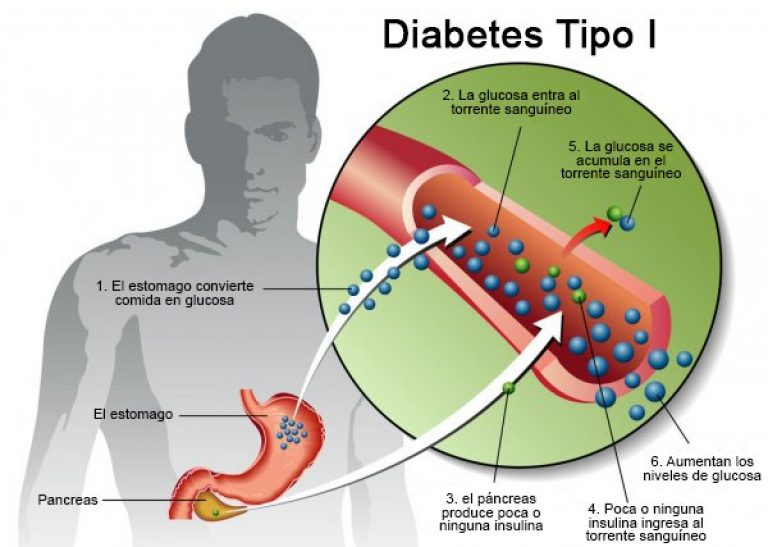 Diabetes Tipo I
2. La glucosa entra al
torrente sanguíneo
5. La glucosa se
acumula en el
torrente sanguíneo
1. El estomago convierte
comida en glucosa
El estomago
Pancreas
3. el páncreas
produce poca o
ninguna insulina
4. Poca o ninguna
insulina ingresa al
torrente sanguíneo
6. Aumentan los
niveles de glucosa